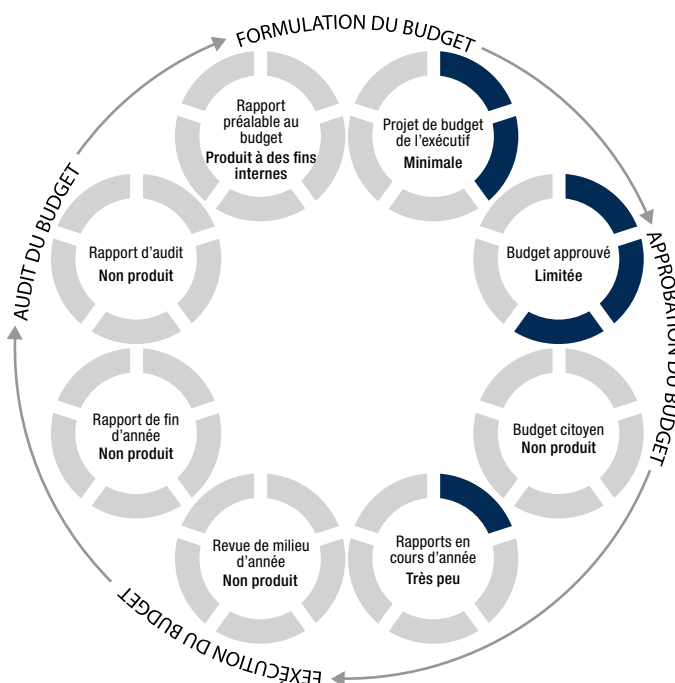 FORMULATION DU BUDGET
Rapport
préalable au
budget
Produit à des fins
internes
Projet de budget
de l'exécutif
Minimale
APPROBATION DU BUDGET
Budget approuvé
Limitée
Budget citoyen
Non produit
EEXÉCUTION DU BUDGET
Rapports en
cours d'année
Très peu
Revue de milieu
d'année
Non produit
Rapport de fin
d'année
Non produit
AUDIT DU BUDGET
Rapport d'audit
Non produit